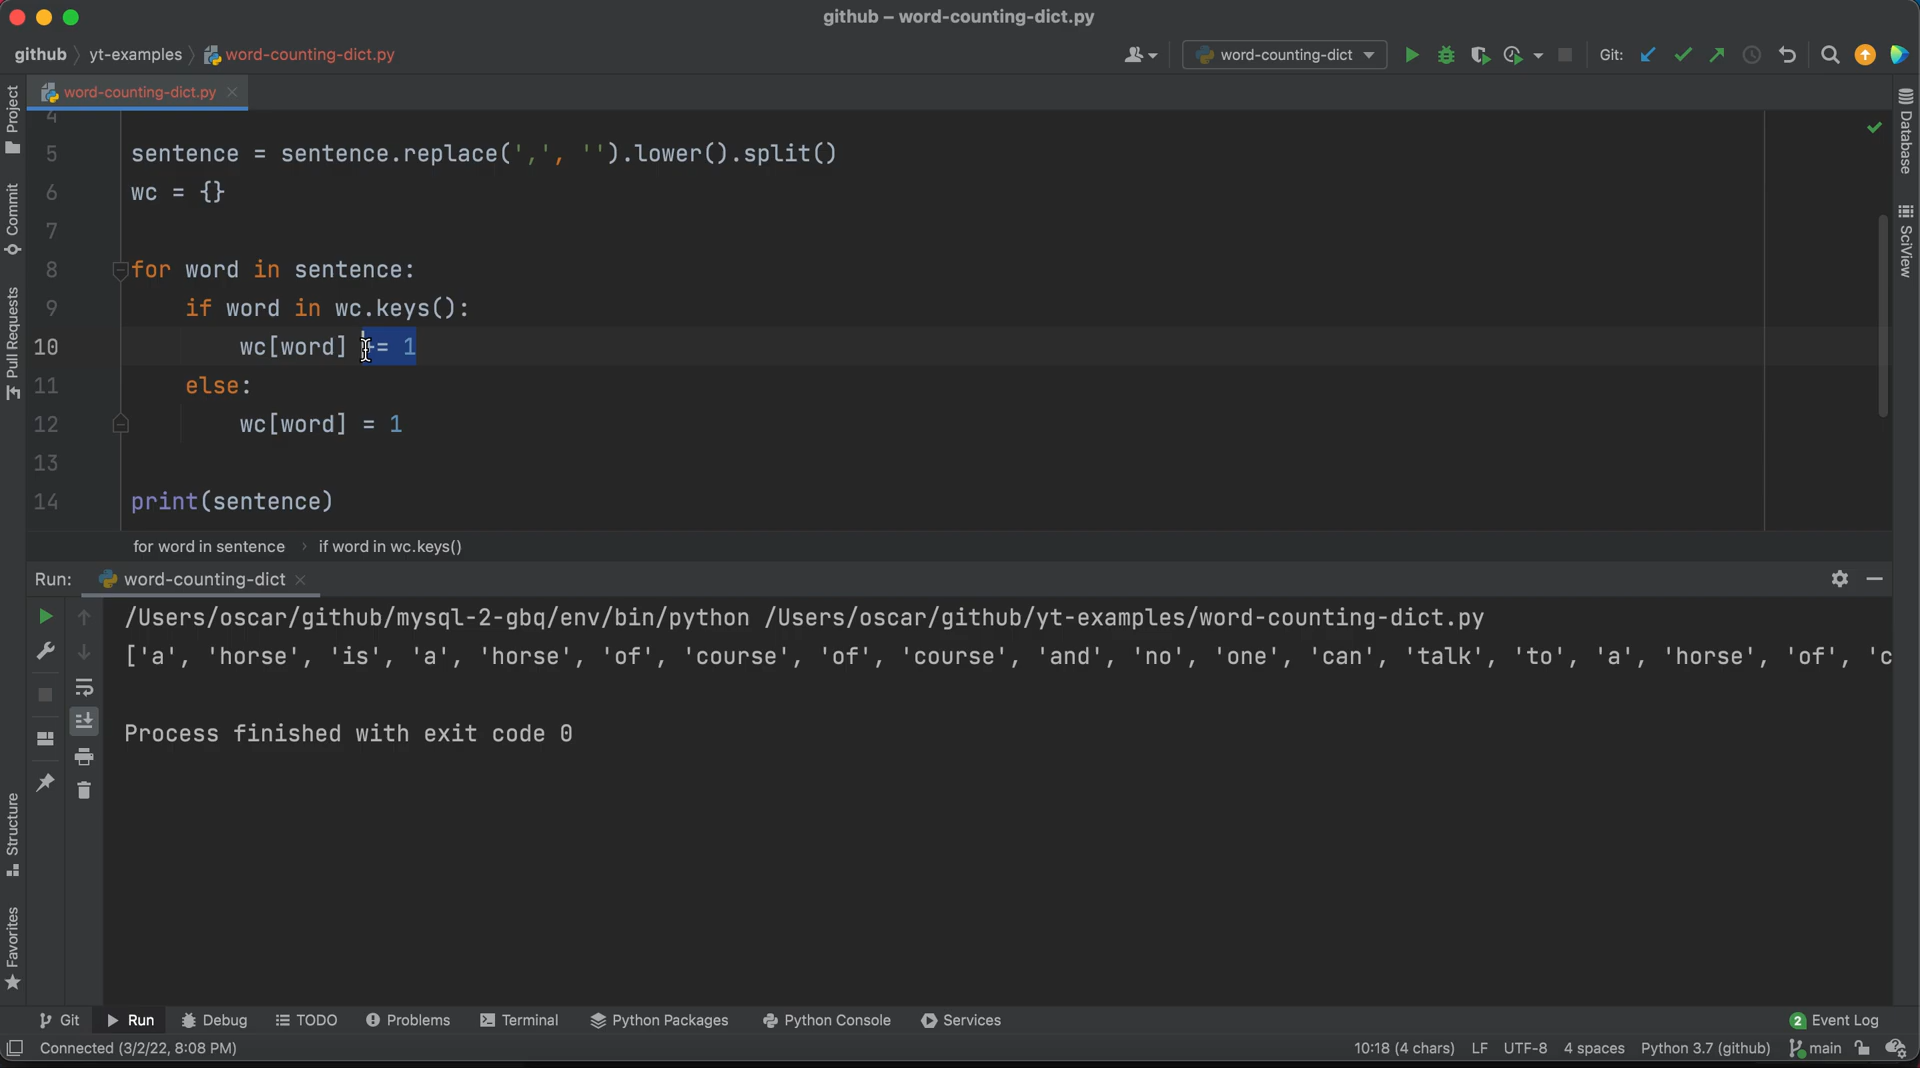 github – word-counting-dict.py
github yt-examples word-counting-dict.py
word-counting-dict Git:
word-counting-dict.py
Project
Commit
Pull Requests
Structure
Favorites
Database
SciView
4
5 sentence = sentence.replace(',', '').lower().split()
6 wc = {}
7
8 for word in sentence:
9 if word in wc.keys():
10 wc[word] += 1
11 else:
12 wc[word] = 1
13
14 print(sentence)
for word in sentence › if word in wc.keys()
Run: word-counting-dict
/Users/oscar/github/mysql-2-gbq/env/bin/python /Users/oscar/github/yt-examples/word-counting-dict.py
['a', 'horse', 'is', 'a', 'horse', 'of', 'course', 'of', 'course', 'and', 'no', 'one', 'can', 'talk', 'to', 'a', 'horse', 'of', 'c
Process finished with exit code 0
Git Run Debug TODO Problems Terminal Python Packages Python Console Services 2 Event Log
Connected (3/2/22, 8:08 PM) 10:18 (4 chars) LF UTF-8 4 spaces Python 3.7 (github) main